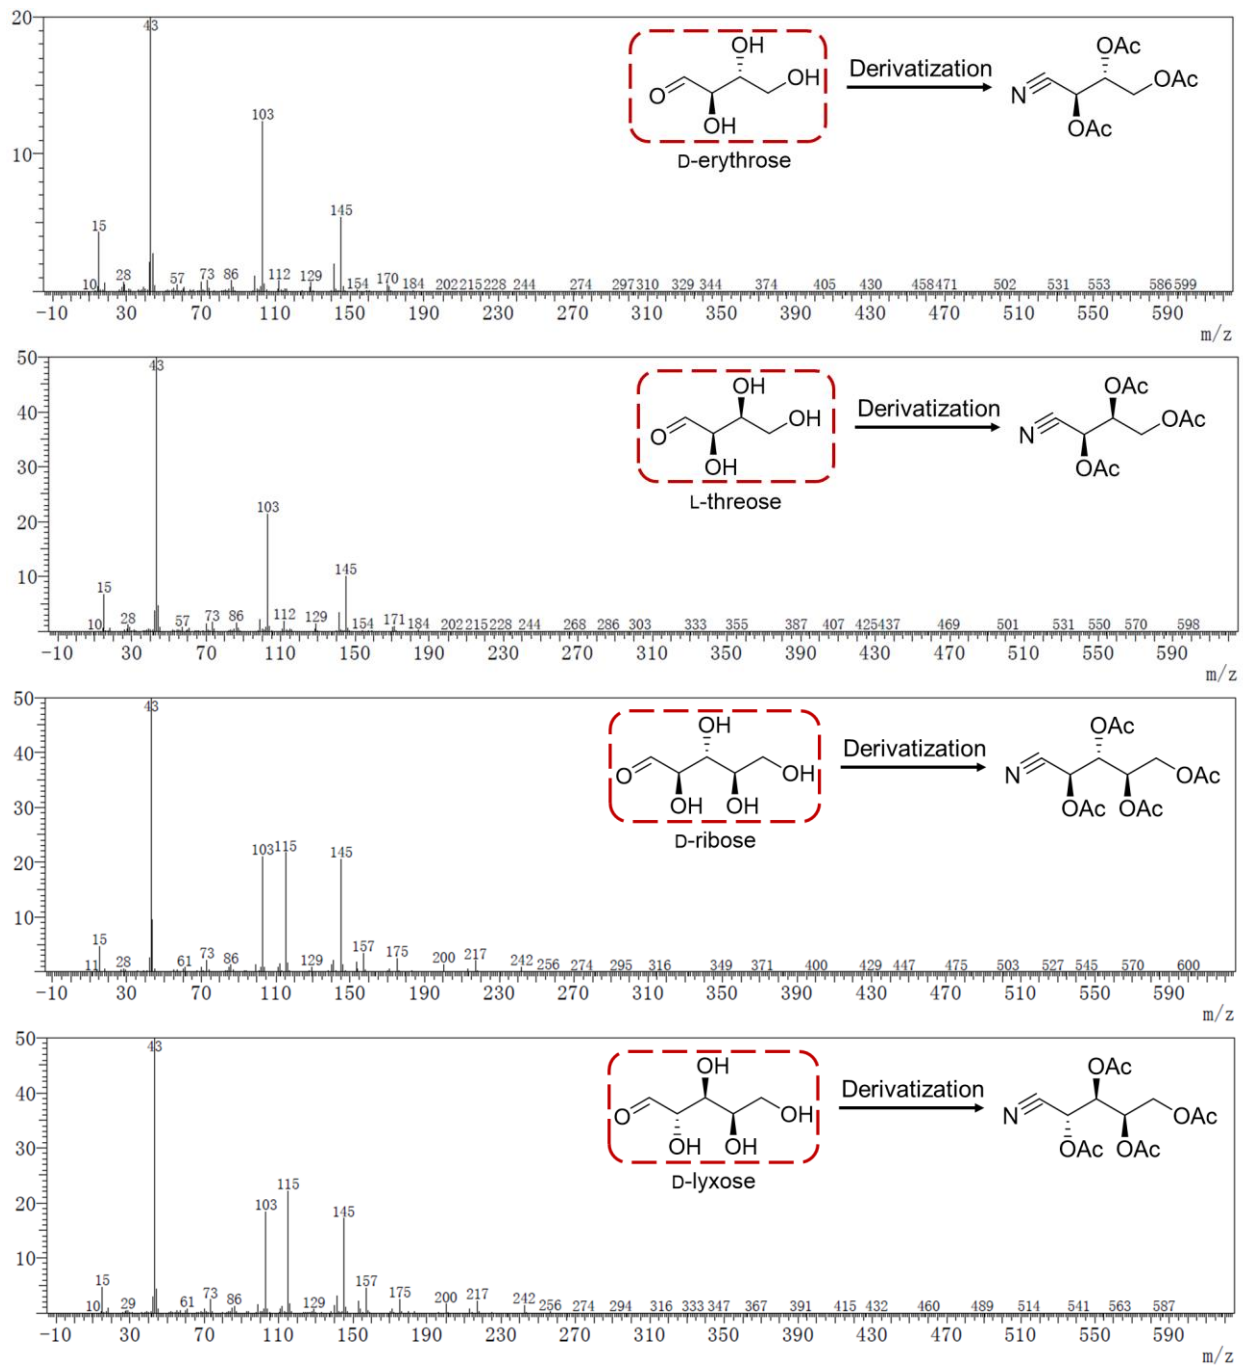 20
43
OH
O
OH
OH
D-erythrose
Derivatization
OAc
N
OAc
OAc
103
10
145
15
10 28 57 73 86 112 129 154 170 184 202 215 228 244 274 297 310 329 344 374 405 430 458 471 502 531 553 586 599
-10 30 70 110 150 190 230 270 310 350 390 430 470 510 550 590
m/z
50
43
OH
O
OH
OH
L-threose
Derivatization
OAc
N
OAc
OAc
40
30
103
20
145
10
15
10 28 57 73 86 112 129 154 171 184 202 215 228 244 268 286 303 333 355 387 407 425 437 469 501 531 550 570 598
-10 30 70 110 150 190 230 270 310 350 390 430 470 510 550 590
m/z
50
43
OH
O
OH
OH OH
D-ribose
Derivatization
OAc
N
OAc
OAc OAc
40
30
103 115 145
20
10
15
11 28 61 73 86 129 157 175 200 217 242 256 274 295 316 349 371 400 429 447 475 503 527 545 570 600
-10 30 70 110 150 190 230 270 310 350 390 430 470 510 550 590
m/z
50
43
OH
O
OH
OH OH
D-lyxose
Derivatization
OAc
N
OAc
OAc OAc
40
30
103 115 145
20
10
15
10 29 61 73 86 129 157 175 200 217 242 256 274 294 316 333 347 367 391 415 432 460 489 514 541 563 587
-10 30 70 110 150 190 230 270 310 350 390 430 470 510 550 590
m/z